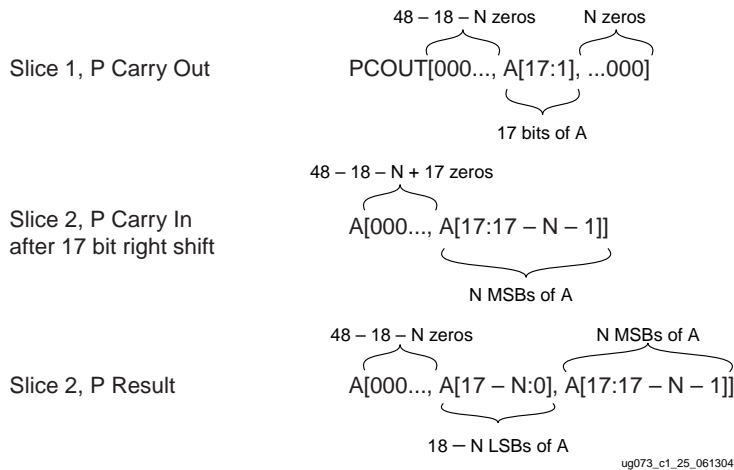 48 – 18 – N zeros N zeros
Slice 1, P Carry Out PCOUT[000..., A[17:1], ...000]
17 bits of A
48 – 18 – N + 17 zeros
Slice 2, P Carry In
after 17 bit right shift
A[000..., A[17:17 – N – 1]]
N MSBs of A
48 – 18 – N zeros N MSBs of A
Slice 2, P Result A[000..., A[17 – N:0], A[17:17 – N – 1]]
18 – N LSBs of A
ug073_c1_25_061304